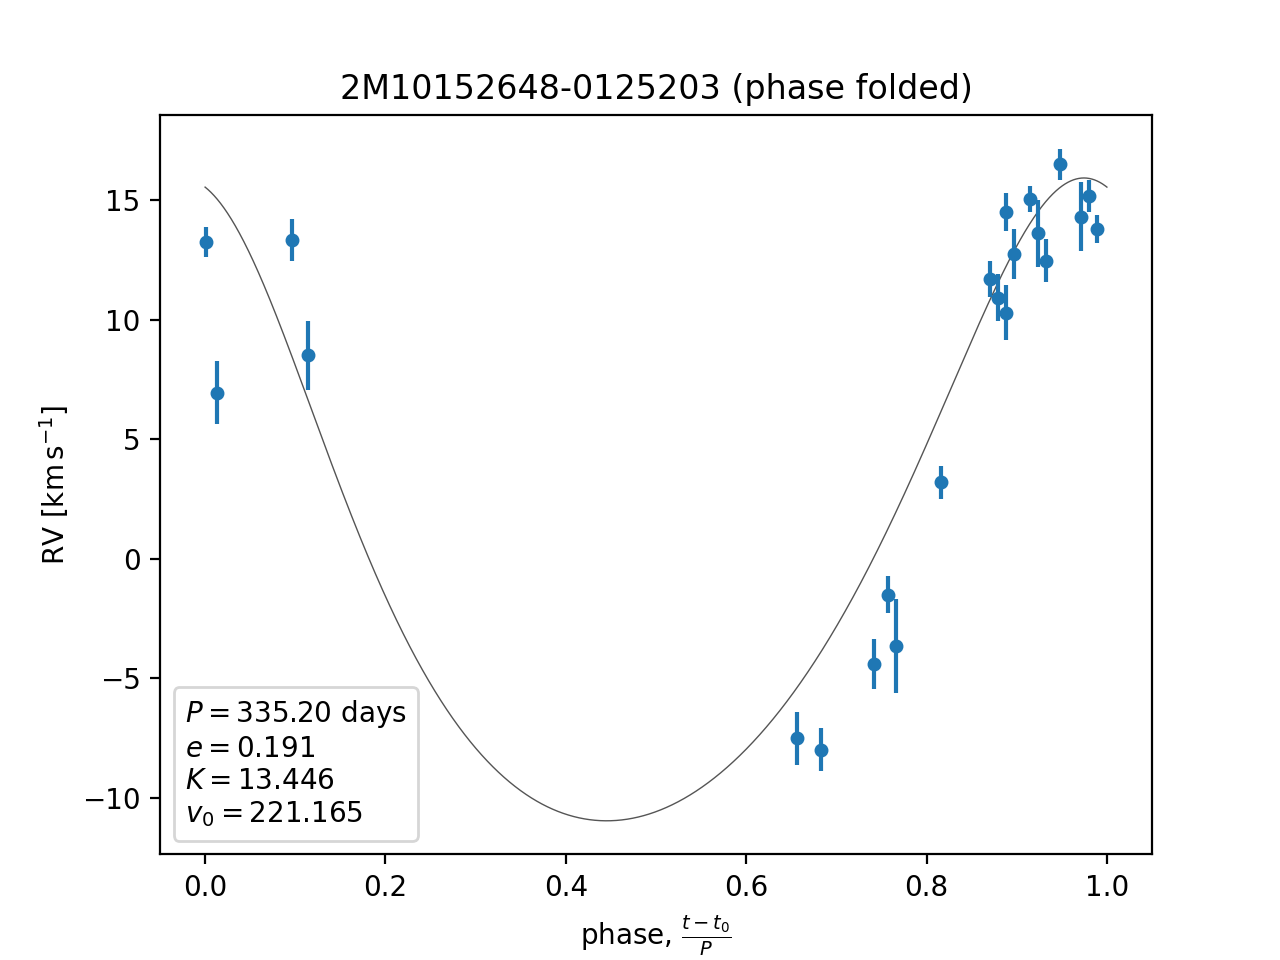 2M10152648-0125203 (phase folded)
RV [km s⁻¹]
15
10
5
0
−5
−10
P = 335.20 days
e = 0.191
K = 13.446
v₀ = 221.165
0.0 0.2 0.4 0.6 0.8 1.0
phase, (t − t₀)/P